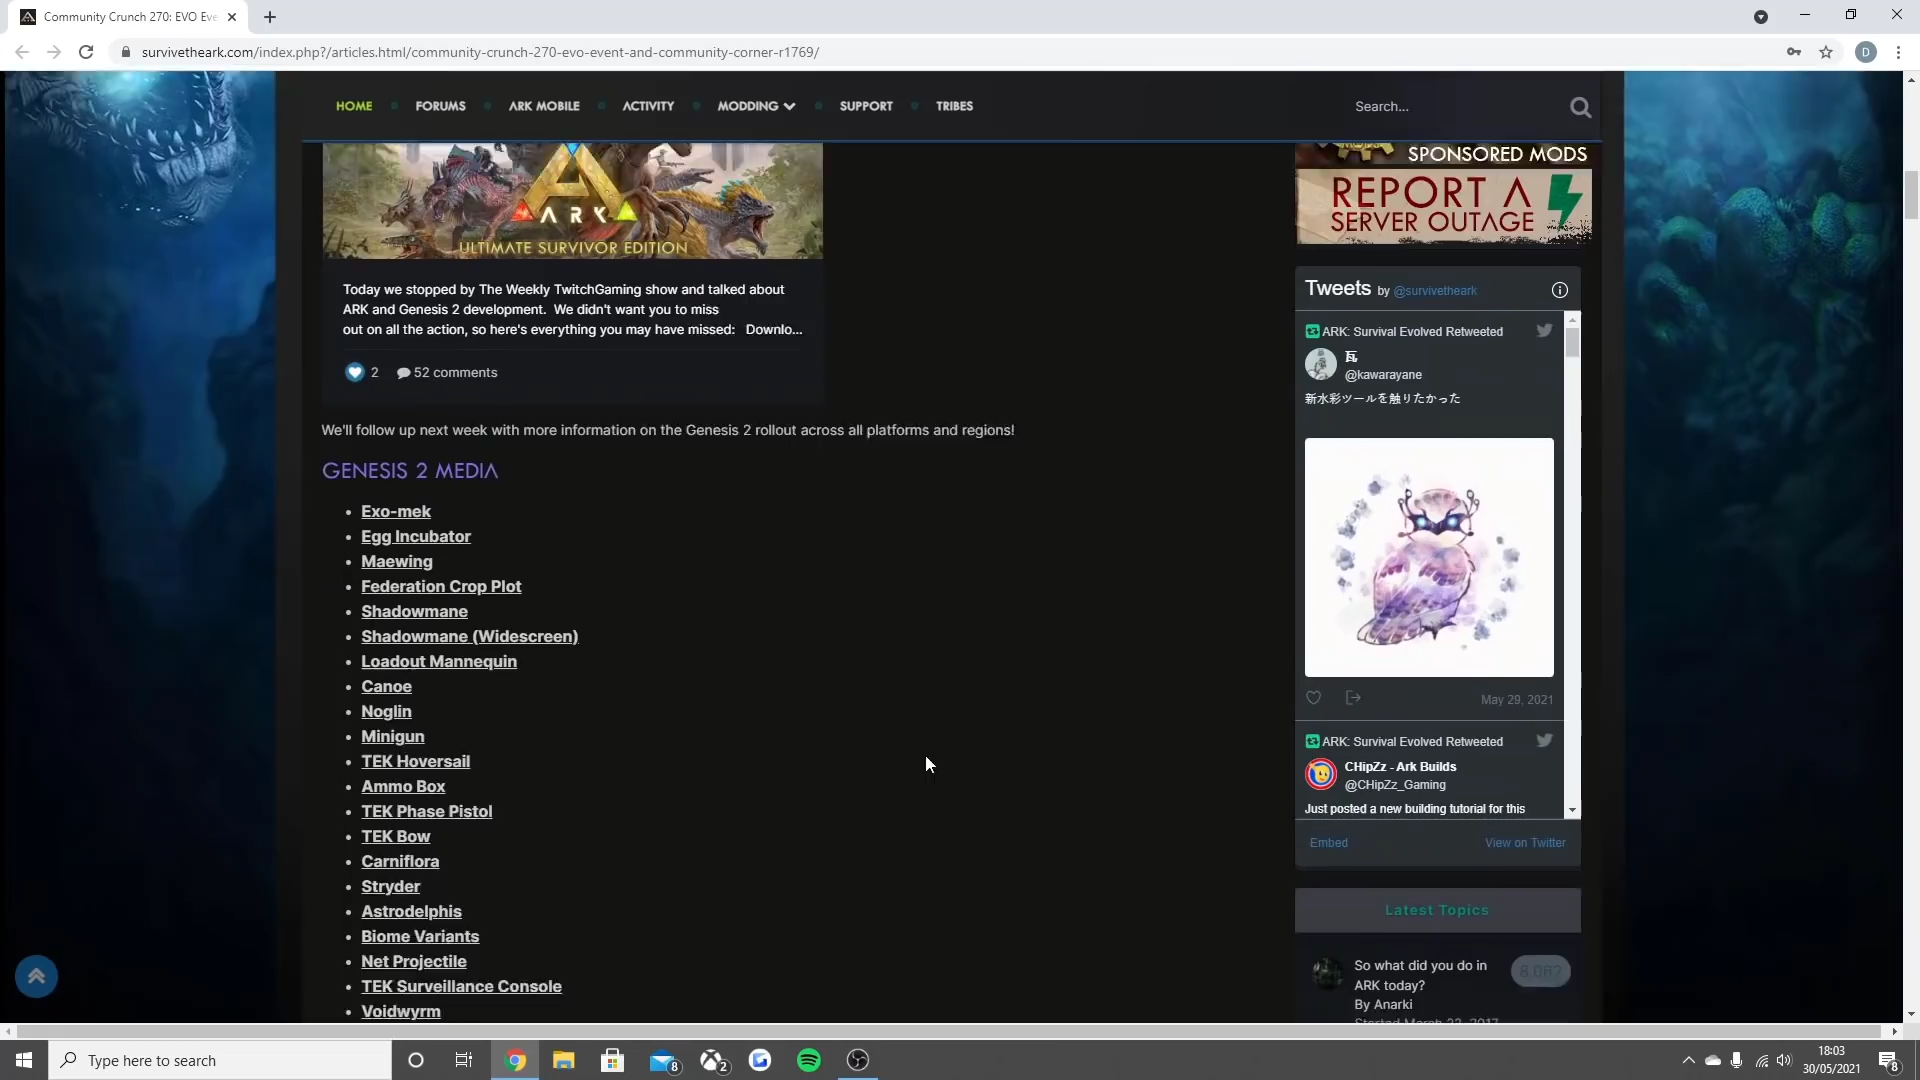 Community Crunch 270: EVO Eve
survivetheark.com/index.php?/articles.html/community-crunch-270-evo-event-and-community-corner-r1769/
D
HOME
FORUMS
ARK MOBILE
ACTIVITY
MODDING
SUPPORT
TRIBES
Search...
ARK
ULTIMATE SURVIVOR EDITION
Today we stopped by The Weekly TwitchGaming show and talked about
ARK and Genesis 2 development. We didn't want you to miss
out on all the action, so here's everything you may have missed: Downlo...
2
52 comments
We'll follow up next week with more information on the Genesis 2 rollout across all platforms and regions!
GENESIS 2 MEDIA
Exo-mek
Egg Incubator
Maewing
Federation Crop Plot
Shadowmane
Shadowmane (Widescreen)
Loadout Mannequin
Canoe
Noglin
Minigun
TEK Hoversail
Ammo Box
TEK Phase Pistol
TEK Bow
Carniflora
Stryder
Astrodelphis
Biome Variants
Net Projectile
TEK Surveillance Console
Voidwyrm
SPONSORED MODS
REPORT A
SERVER OUTAGE
Tweets by @survivetheark
ARK: Survival Evolved Retweeted
瓦
@kawarayane
新水彩ツールを触りたかった
May 29, 2021
ARK: Survival Evolved Retweeted
CHipZz - Ark Builds
@CHipZz_Gaming
Just posted a new building tutorial for this
Embed
View on Twitter
Latest Topics
So what did you do in
ARK today?
By Anarki
Started March 22, 2017
8,062
Type here to search
8
2
18:03
30/05/2021
8